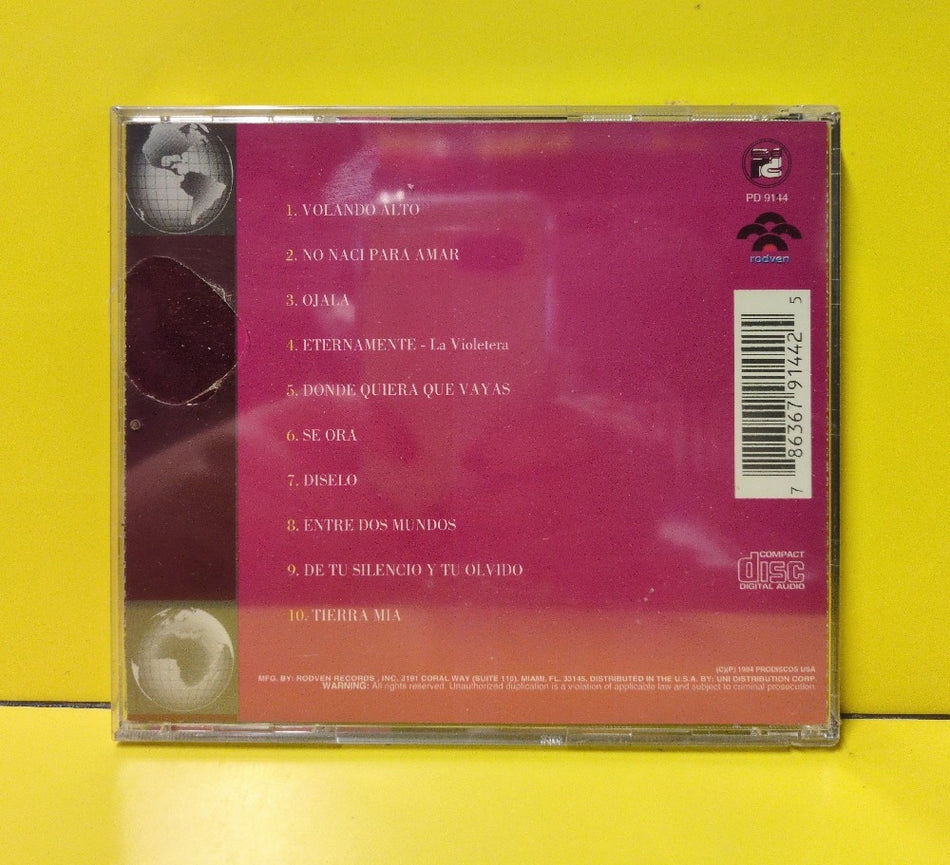 1. VOLANDO ALTO
2. NO NACI PARA AMAR
3. OJALA
4. ETERNAMENTE - La Violetera
5. DONDE QUIERA QUE VAYAS
6. SE ORA
7. DISELO
8. ENTRE DOS MUNDOS
9. DE TU SILENCIO Y TU OLVIDO
10. TIERRA MIA
PD 9144
rodven
7 86367 91442 5
COMPACT
disc
DIGITAL AUDIO
(C)(P) 1994 PRODISCOS USA
MFG. BY: RODVEN RECORDS , INC. 3191 CORAL WAY (SUITE 110). MIAMI, FL. 33145. DISTRIBUTED IN THE U.S.A. BY: UNI DISTRIBUTION CORP.
WARNING: All rights reserved. Unauthorized duplication is a violation of applicable law and subject to criminal prosecution.